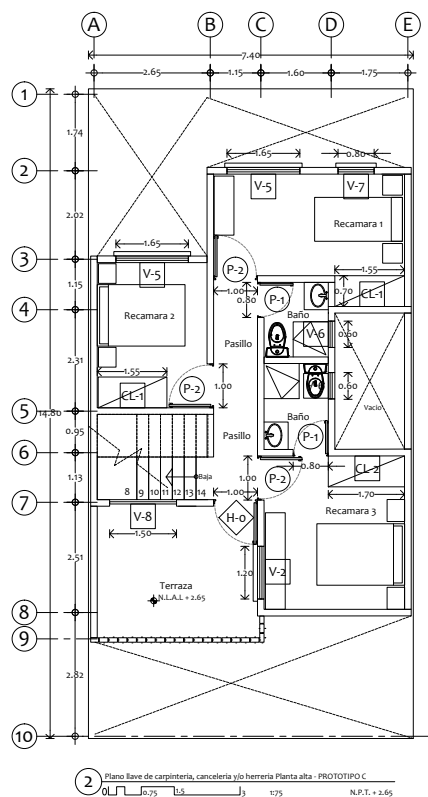 A B C D E
7.40
2.65 1.15 1.60 1.75
1
1.74
2
1.65 0.80
V-5 V-7
2.02
Recamara 1
3
1.65
P-2
1.55
V-5
1.15
1.00 P-1 0.70 CL-1
0.80
Baño
4
Recamara 2
Pasillo
V-6 0.60
2.31
1.55
P-2 1.00
0.60
CL-1
Vacio
5
14.80
0.95
Baño
Pasillo P-1
6
CL-2
Baja
0.80
1.13
P-2
8 9 10 11 12 13 14
1.00
1.00
1.70
7
V-8 H-0
Recamara 3
1.50
2.51
V-2
1.20
Terraza
N.L.A.L + 2.65
8
9
2.82
10
2 Plano llave de carpinteria, canceleria y/o herreria Planta alta - PROTOTIPO C
0 0.75 1.5 3 1:75 N.P.T. + 2.65